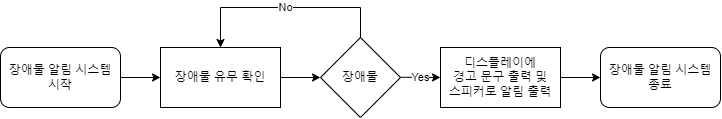 No
장애물 알림 시스템
시작
장애물 유무 확인
장애물
Yes
디스플레이에
경고 문구 출력 및
스피커로 알림 출력
장애물 알림 시스템
종료